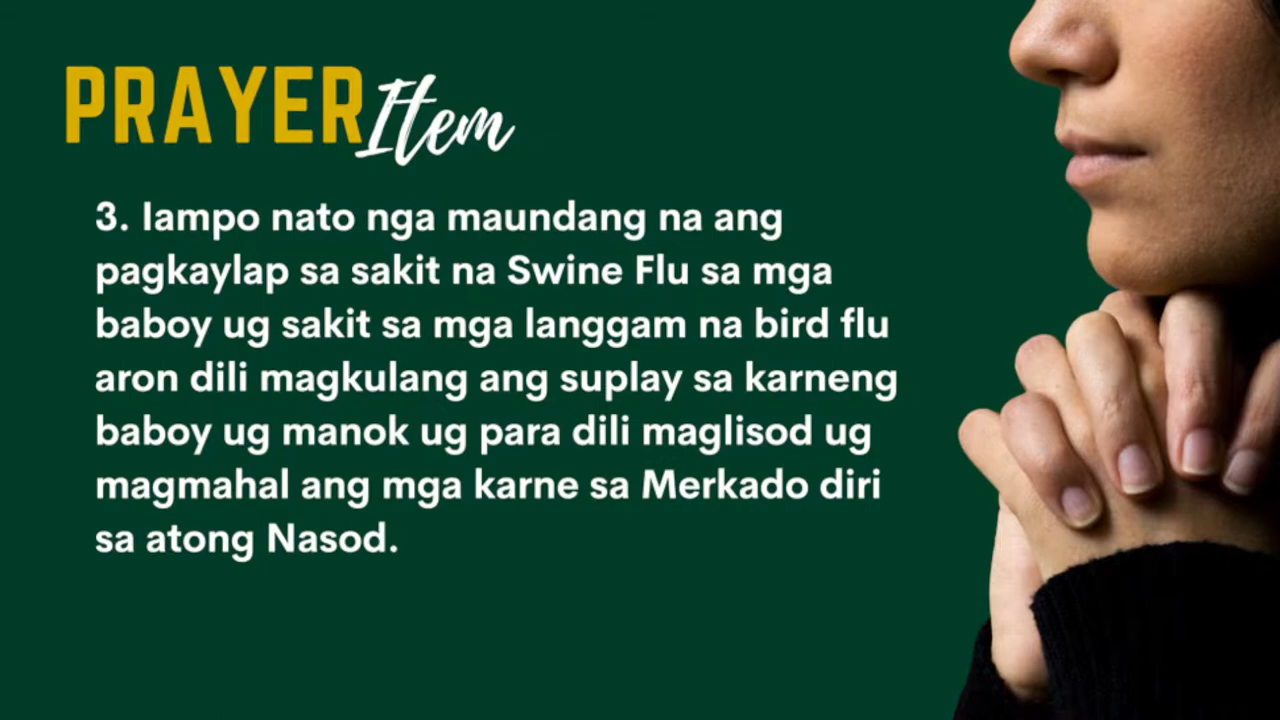 PRAYER Item
3. Iampo nato nga maundang na ang
pagkaylap sa sakit na Swine Flu sa mga
baboy ug sakit sa mga langgam na bird flu
aron dili magkulang ang suplay sa karneng
baboy ug manok ug para dili maglisod ug
magmahal ang mga karne sa Merkado diri
sa atong Nasod.